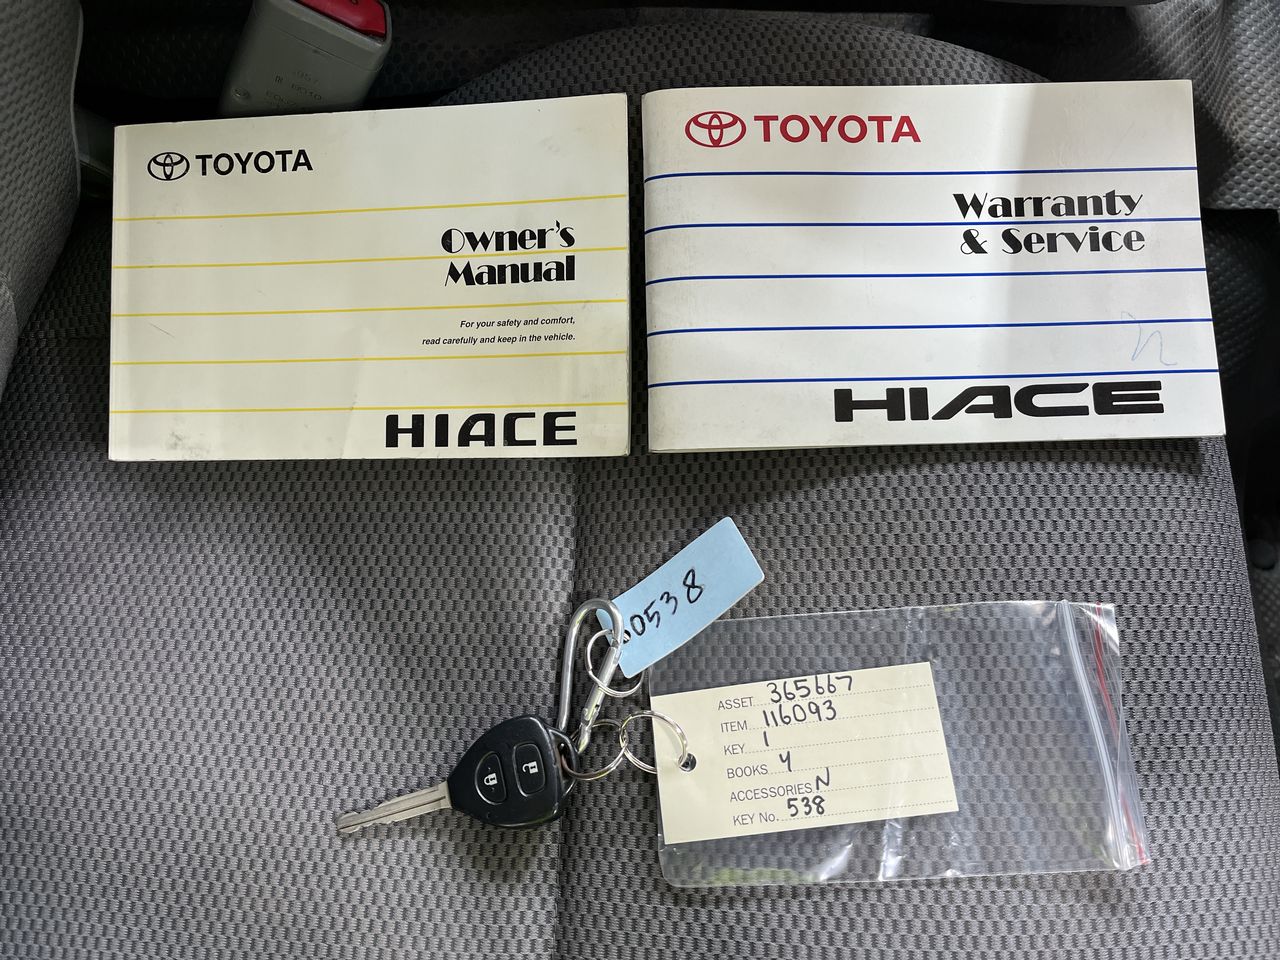 TOYOTA
Owner's
Manual
For your safety and comfort,
read carefully and keep in the vehicle.
HIACE
TOYOTA
Warranty
& Service
HIACE
0538
ASSET 365667
ITEM 116093
KEY 1
BOOKS Y
ACCESSORIES N
KEY No. 538